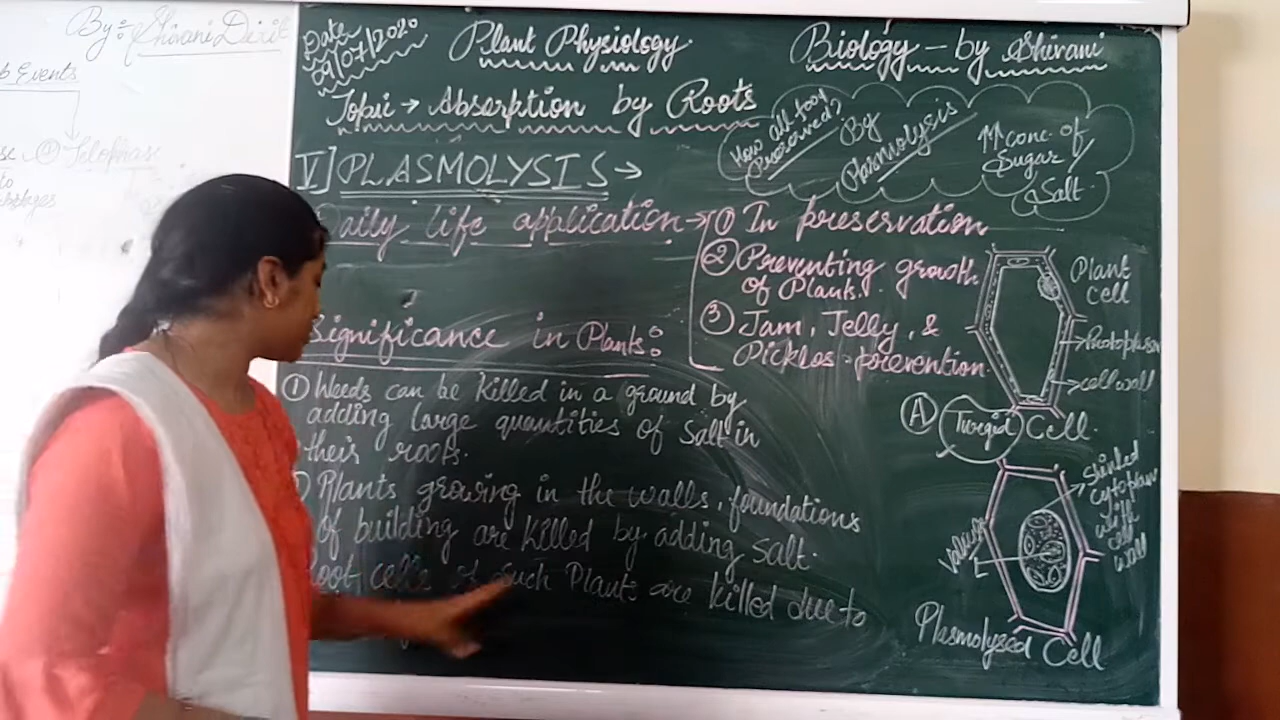 By:- Shivani Dixit
Events
④ Telophase
to
Date
09/07/2020
Plant Physiology
Biology - by Shivani
Topic → Absorption by Roots
How all food
Preserved?
By
Plasmolysis
↑↑ conc. of
Sugar /
Salt.
V] PLASMOLYSIS →
Daily life application →
① In preservation
② Preventing growth
of Plants.
③ Jam, Jelly, &
Pickles - prevention
Significance in Plants:
① Weeds can be killed in a ground by
adding large quantities of Salt in
their roots.
Plants growing in the walls, foundations
of building are killed by adding Salt.
Root cells of such Plants are killed due to
Plant
Cell
→ Protoplasm
→ cell wall
Ⓐ Turgid Cell.
Shinked
Cytoplasm
with
cell
wall
Plasmolysed Cell